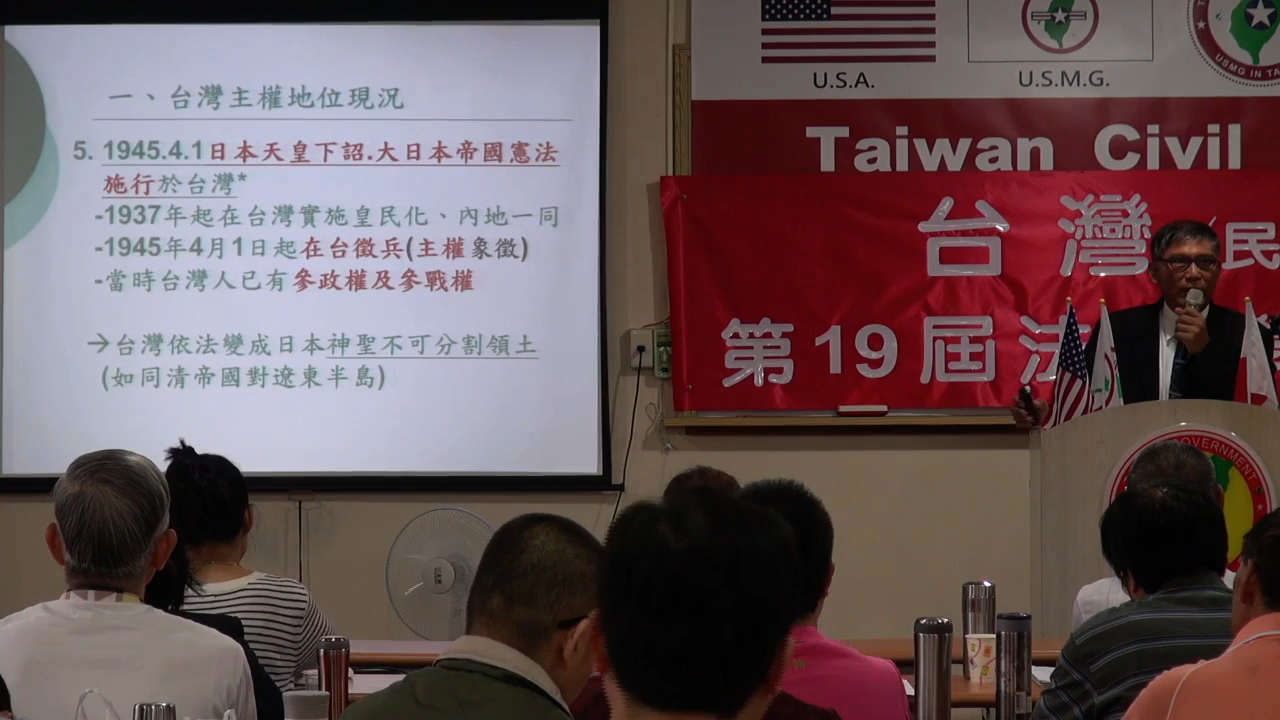 一、台灣主權地位現況
5. 1945.4.1日本天皇下詔.大日本帝國憲法
施行於台灣*
-1937年起在台灣實施皇民化、內地一同
-1945年4月1日起在台徵兵(主權象徵)
-當時台灣人已有參政權及參戰權
→台灣依法變成日本神聖不可分割領土
(如同清帝國對遼東半島)
U.S.A.
U.S.M.G.
USMG IN TA
Taiwan Civil
台灣
民
第19屆法
GOVERNMENT